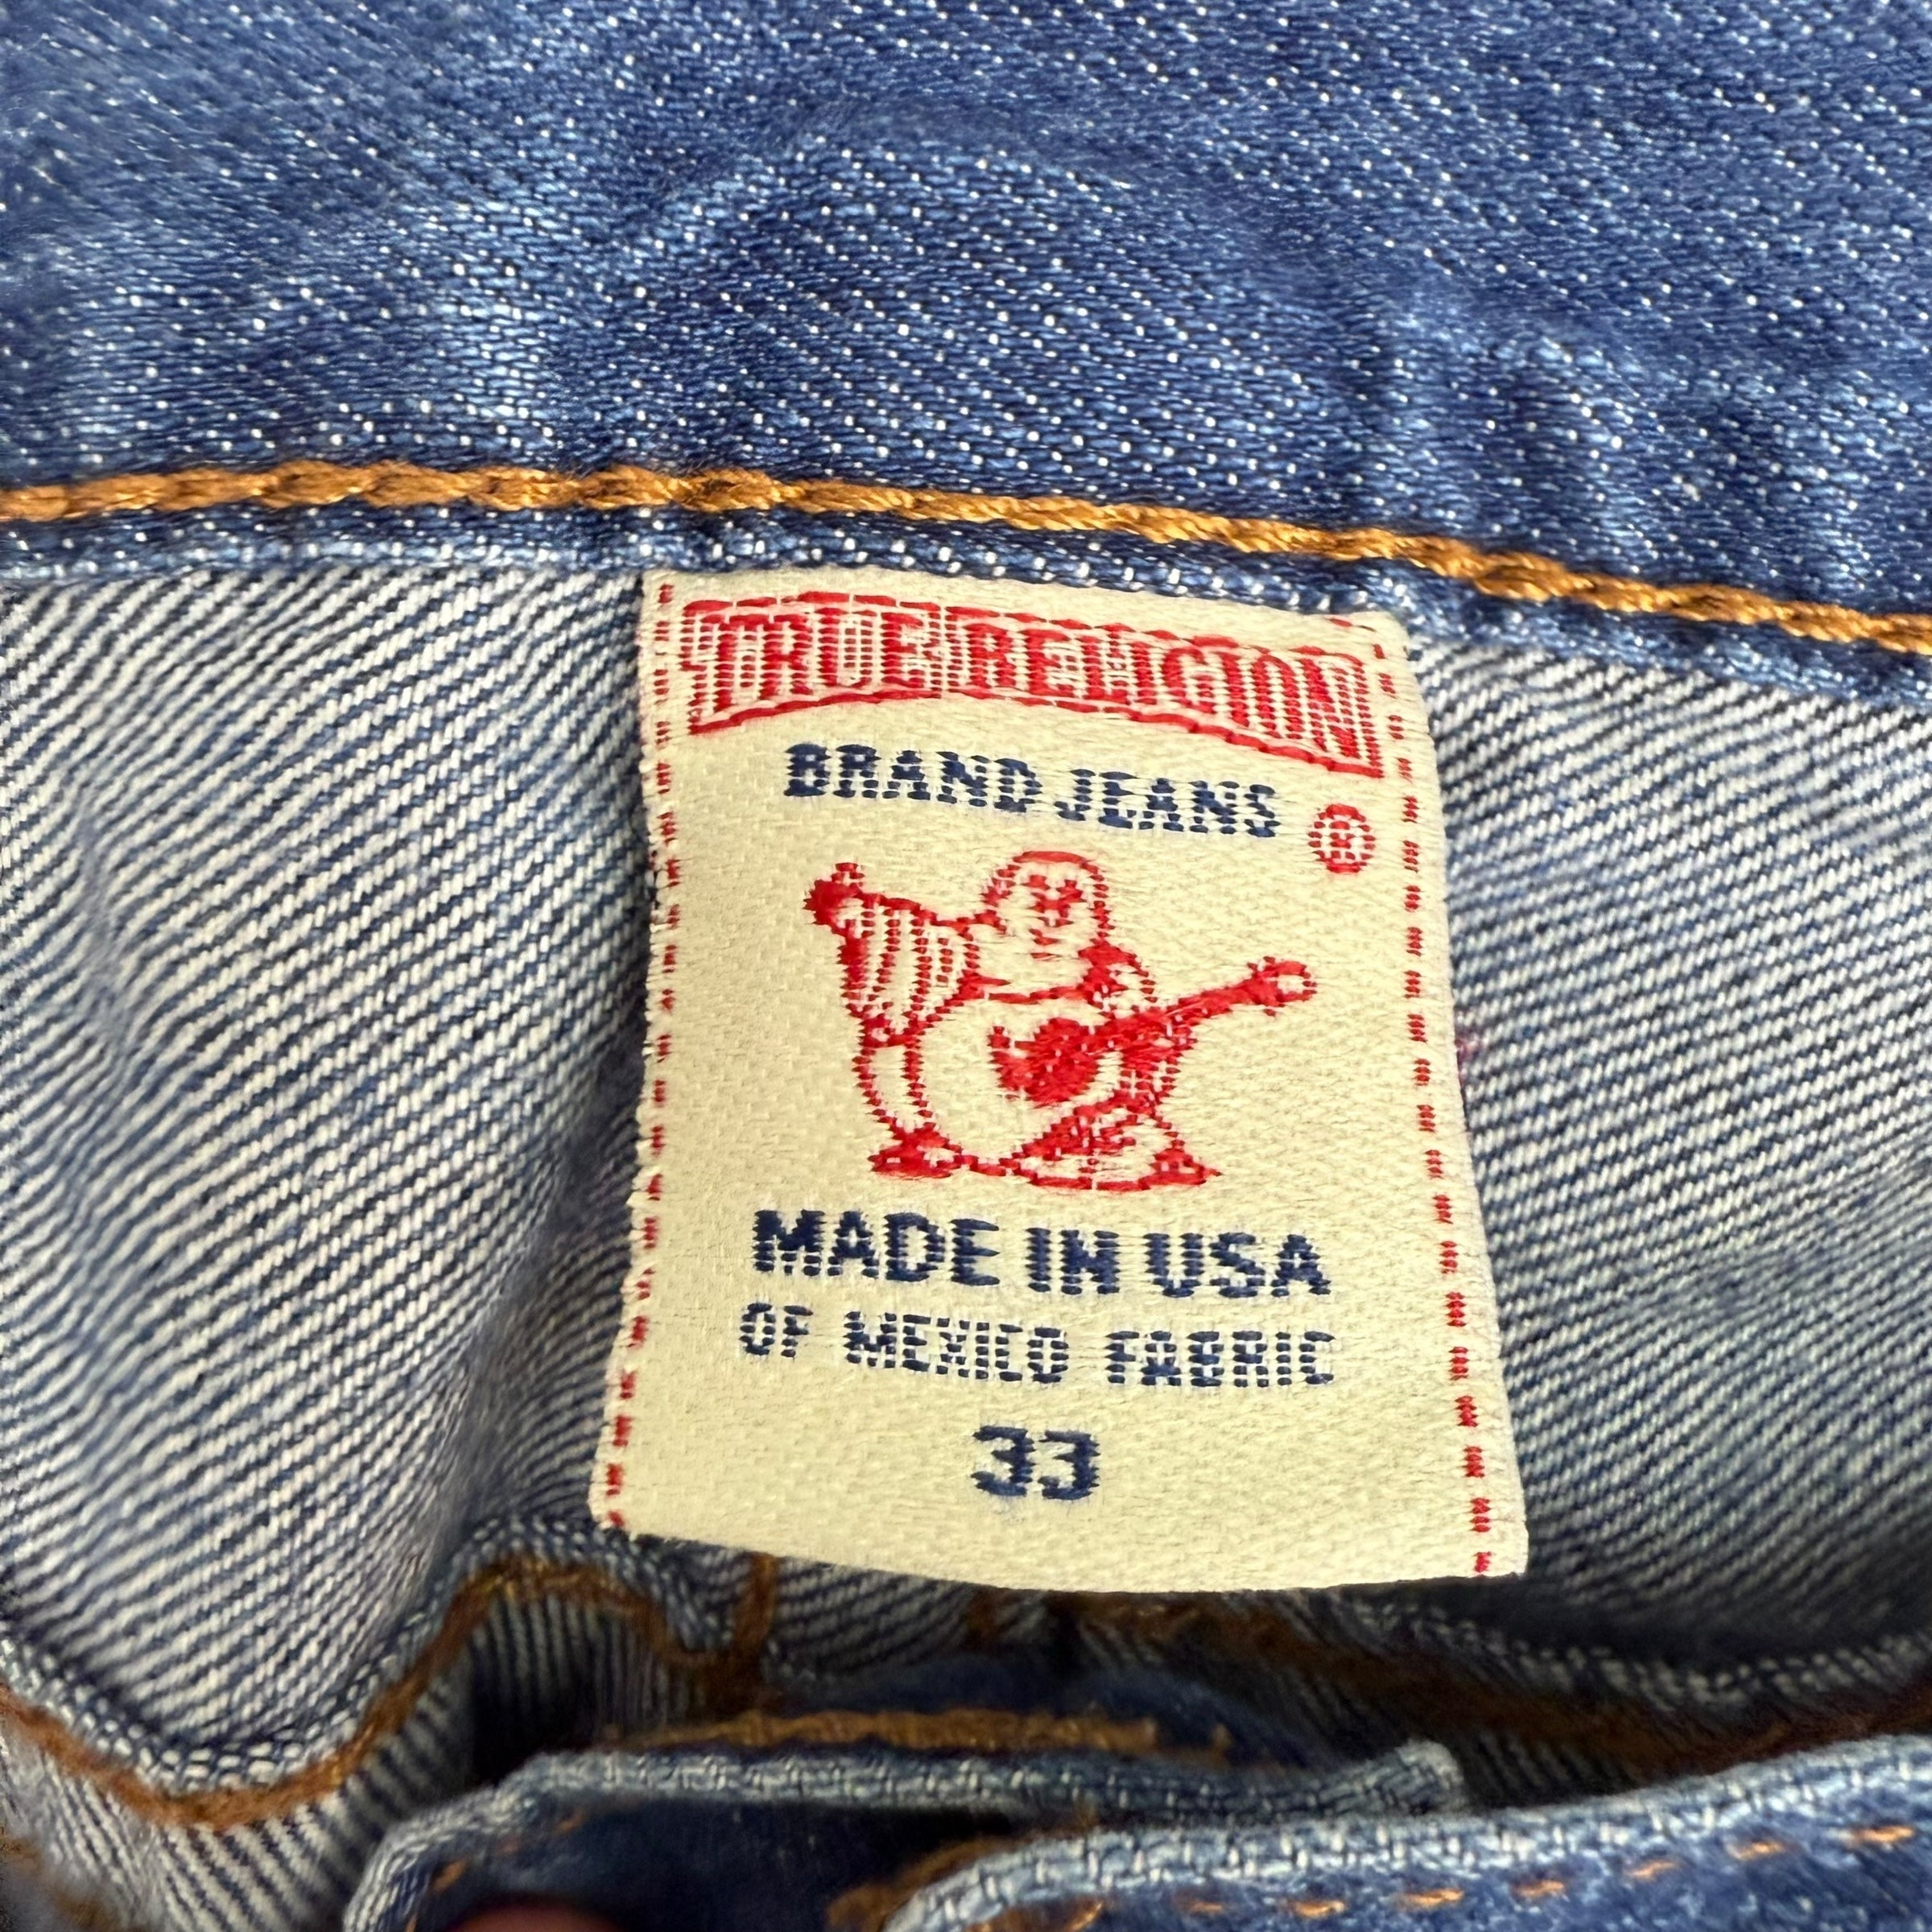 TRUE RELIGION
BRAND JEANS
®
MADE IN USA
OF MEXICO FABRIC
33